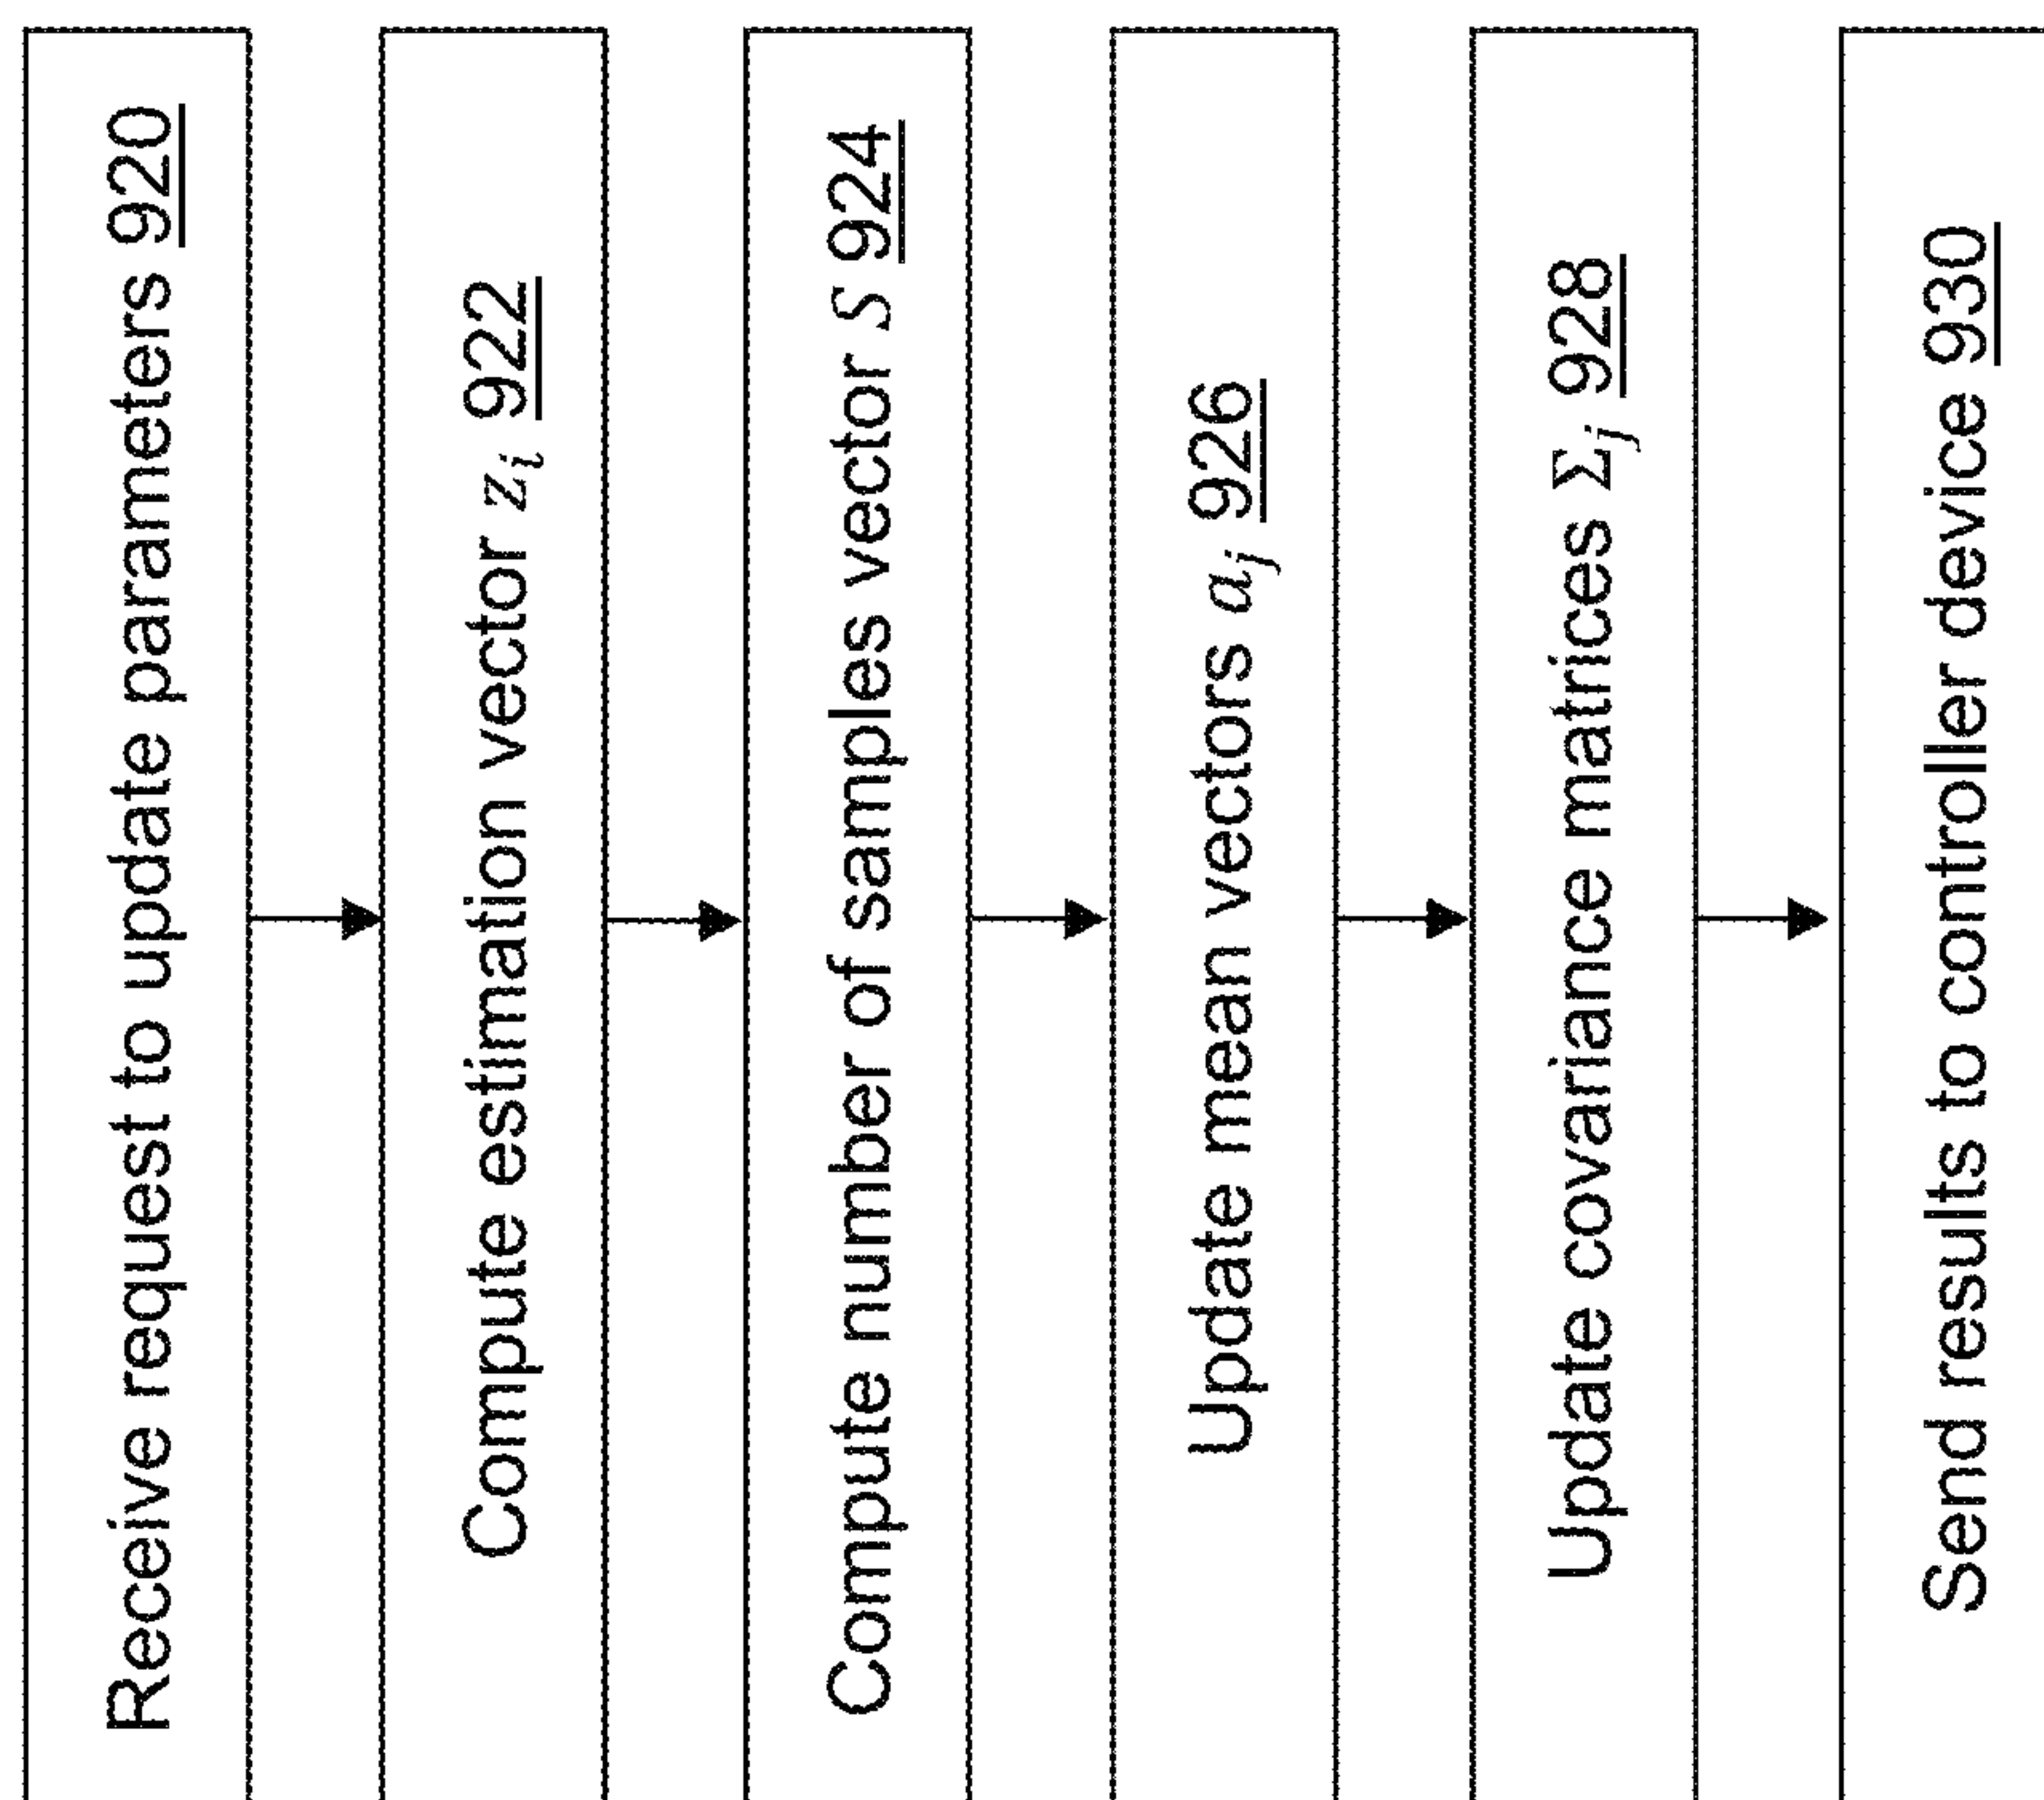 Receive request to update parameters 920
Compute estimation vector z_i 922
Compute number of samples vector S 924
Update mean vectors a_j 926
Update covariance matrices Σ_j 928
Send results to controller device 930